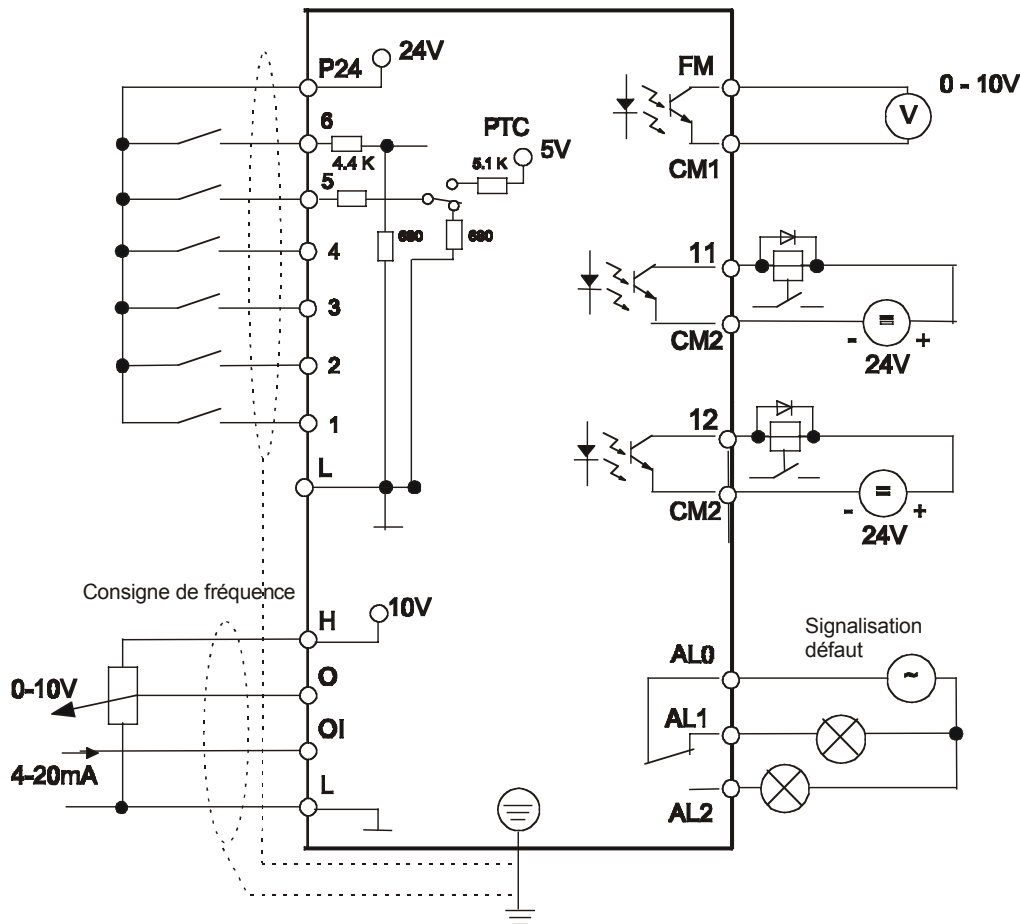 P24
24V
6
4.4 K
5
PTC
5V
5.1 K
680
680
4
3
2
1
L
Consigne de fréquence
H
10V
O
0-10V
OI
4-20mA
L
FM
0 - 10V
V
CM1
11
CM2
=
- +
24V
12
CM2
=
- +
24V
Signalisation
défaut
AL0
~
AL1
AL2